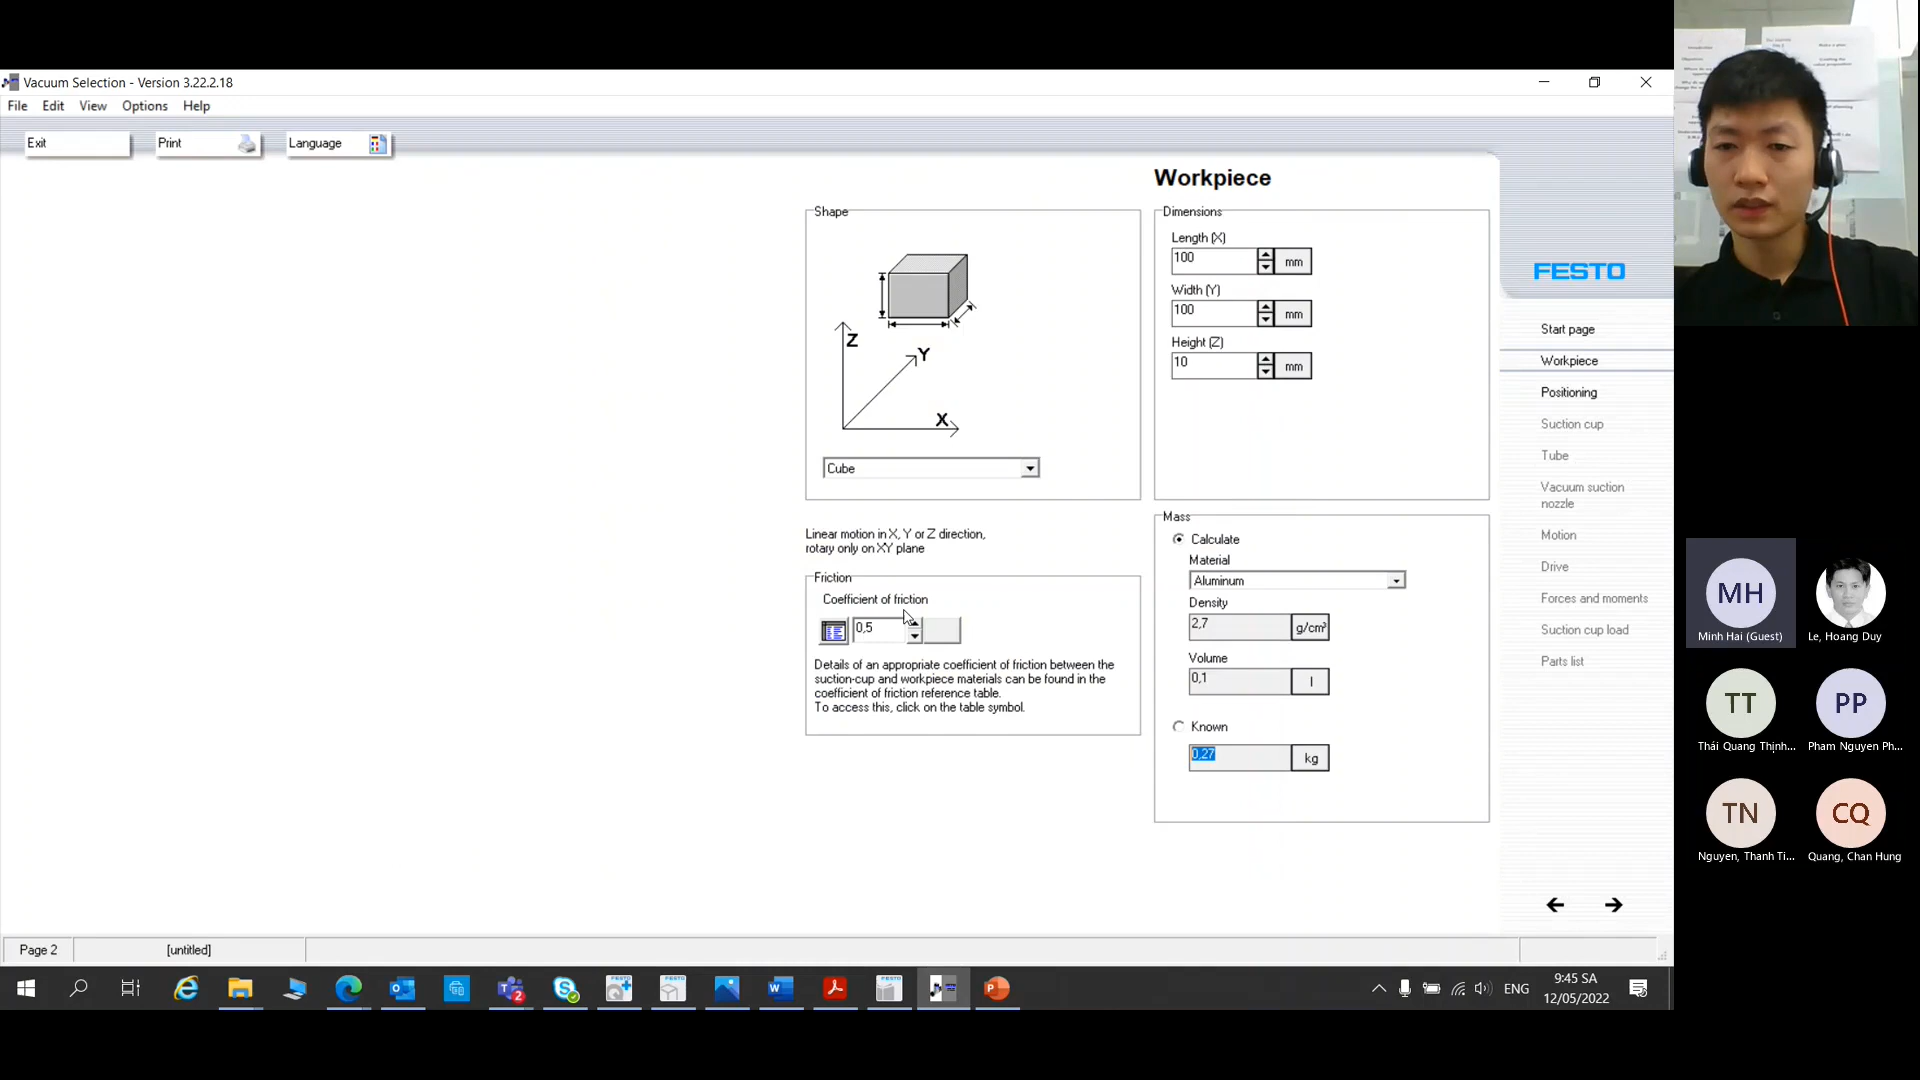 Vacuum Selection - Version 3.22.2.18
File Edit View Options Help
Exit Print Language
Workpiece
Shape
Z
Y
X
Cube
Linear motion in X, Y or Z direction,
rotary only on XY plane
Friction
Coefficient of friction
0,5
Details of an appropriate coefficient of friction between the
suction-cup and workpiece materials can be found in the
coefficient of friction reference table.
To access this, click on the table symbol.
Dimensions
Length (X)
100 mm
Width (Y)
100 mm
Height (Z)
10 mm
Mass
Calculate
Material
Aluminum
Density
2,7 g/cm³
Volume
0,1 l
Known
0,27 kg
FESTO
Start page
Workpiece
Positioning
Suction cup
Tube
Vacuum suction
nozzle
Motion
Drive
Forces and moments
Suction cup load
Parts list
Page 2 [untitled]
ENG
9:45 SA
12/05/2022
MH
Minh Hai (Guest)
Le, Hoang Duy
TT
Thái Quang Thịnh...
PP
Pham Nguyen Ph...
TN
Nguyen, Thanh Ti...
CQ
Quang, Chan Hung